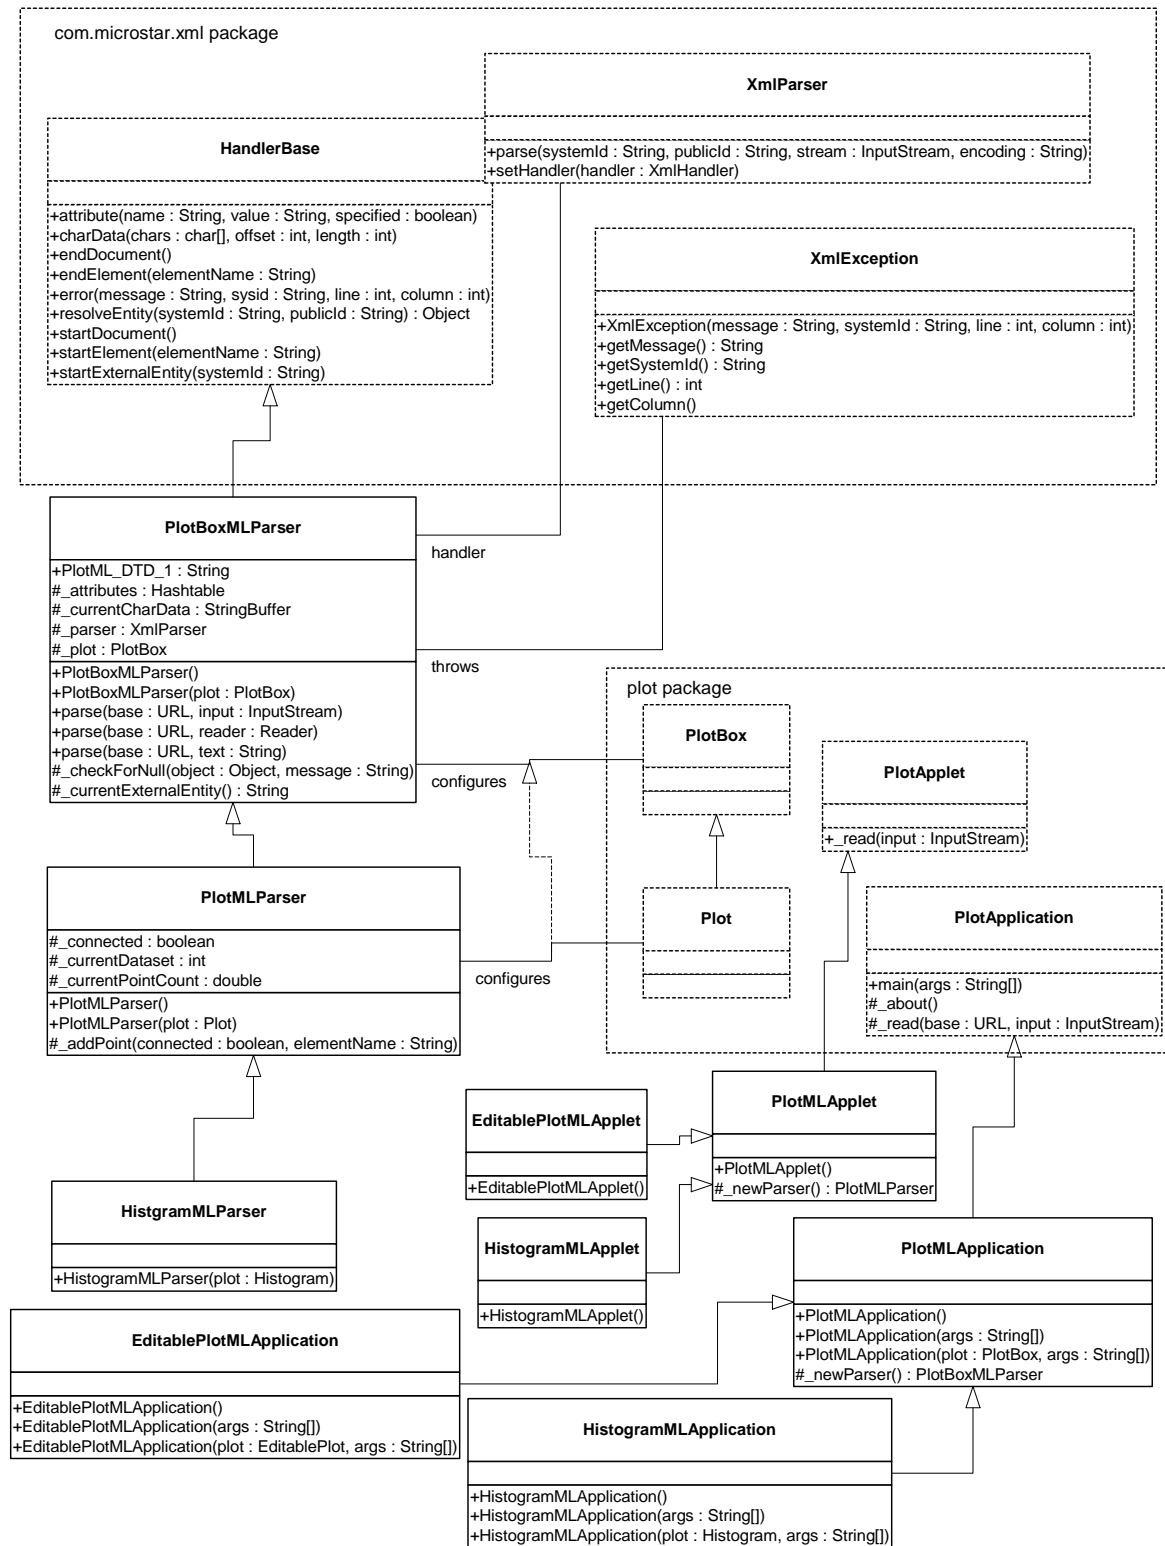 com.microstar.xml package
XmlParser
+parse(systemId : String, publicId : String, stream : InputStream, encoding : String)
+setHandler(handler : XmlHandler)
HandlerBase
+attribute(name : String, value : String, specified : boolean)
+charData(chars : char[], offset : int, length : int)
+endDocument()
+endElement(elementName : String)
+error(message : String, sysid : String, line : int, column : int)
+resolveEntity(systemId : String, publicId : String) : Object
+startDocument()
+startElement(elementName : String)
+startExternalEntity(systemId : String)
XmlException
+XmlException(message : String, systemId : String, line : int, column : int)
+getMessage() : String
+getSystemId() : String
+getLine() : int
+getColumn()
PlotBoxMLParser
+PlotML_DTD_1 : String
#_attributes : Hashtable
#_currentCharData : StringBuffer
#_parser : XmlParser
#_plot : PlotBox
+PlotBoxMLParser()
+PlotBoxMLParser(plot : PlotBox)
+parse(base : URL, input : InputStream)
+parse(base : URL, reader : Reader)
+parse(base : URL, text : String)
#_checkForNull(object : Object, message : String)
#_currentExternalEntity() : String
handler
throws
configures
plot package
PlotBox
PlotApplet
+_read(input : InputStream)
Plot
PlotApplication
+main(args : String[])
#_about()
#_read(base : URL, input : InputStream)
PlotMLParser
#_connected : boolean
#_currentDataset : int
#_currentPointCount : double
+PlotMLParser()
+PlotMLParser(plot : Plot)
#_addPoint(connected : boolean, elementName : String)
configures
EditablePlotMLApplet
+EditablePlotMLApplet()
PlotMLApplet
+PlotMLApplet()
#_newParser() : PlotMLParser
HistgramMLParser
+HistogramMLParser(plot : Histogram)
HistogramMLApplet
+HistogramMLApplet()
PlotMLApplication
+PlotMLApplication()
+PlotMLApplication(args : String[])
+PlotMLApplication(plot : PlotBox, args : String[])
#_newParser() : PlotBoxMLParser
EditablePlotMLApplication
+EditablePlotMLApplication()
+EditablePlotMLApplication(args : String[])
+EditablePlotMLApplication(plot : EditablePlot, args : String[])
HistogramMLApplication
+HistogramMLApplication()
+HistogramMLApplication(args : String[])
+HistogramMLApplication(plot : Histogram, args : String[])